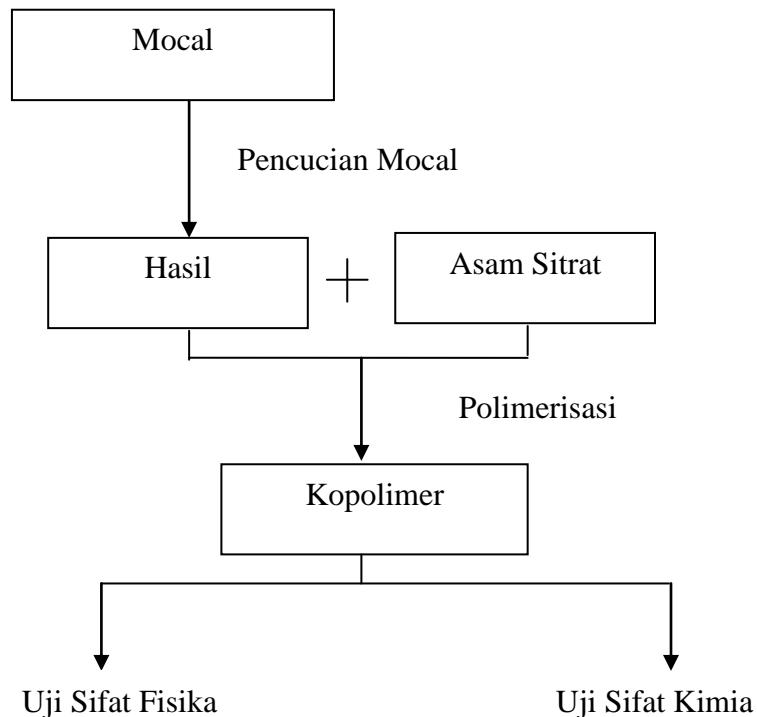 Mocal
Pencucian Mocal
Hasil
Asam Sitrat
Polimerisasi
Kopolimer
Uji Sifat Fisika
Uji Sifat Kimia